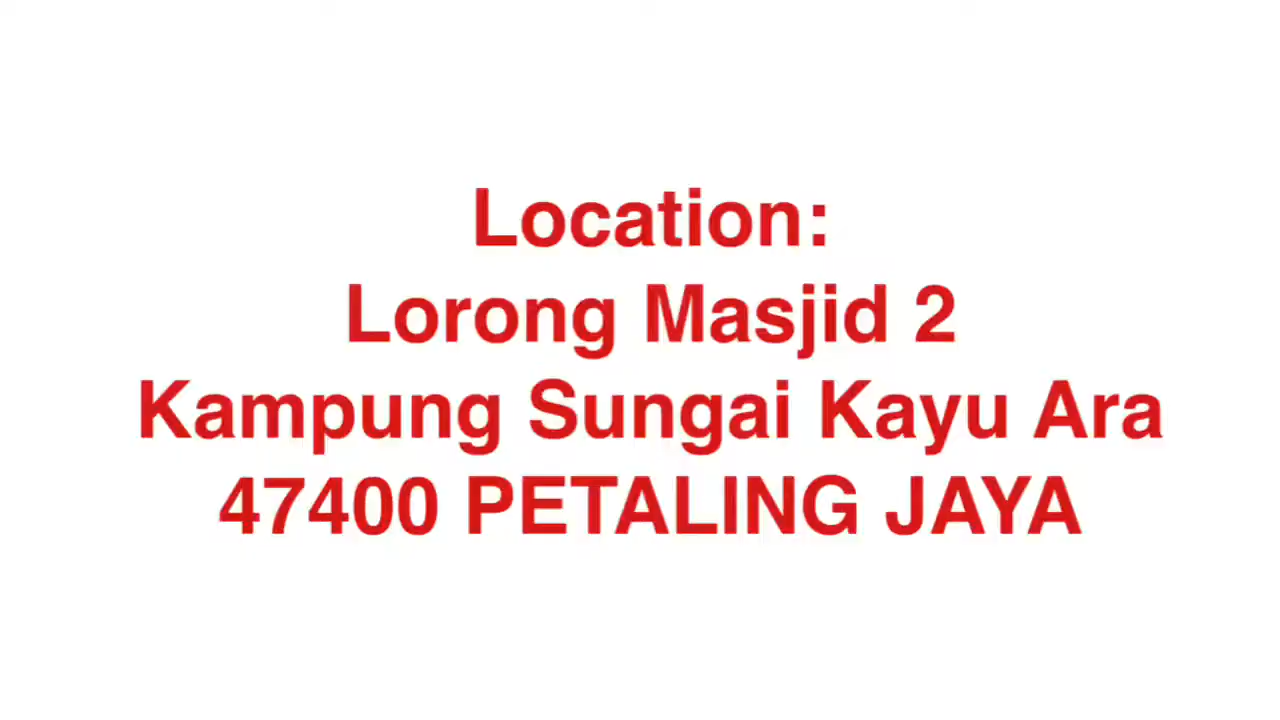 Location:
Lorong Masjid 2
Kampung Sungai Kayu Ara
47400 PETALING JAYA